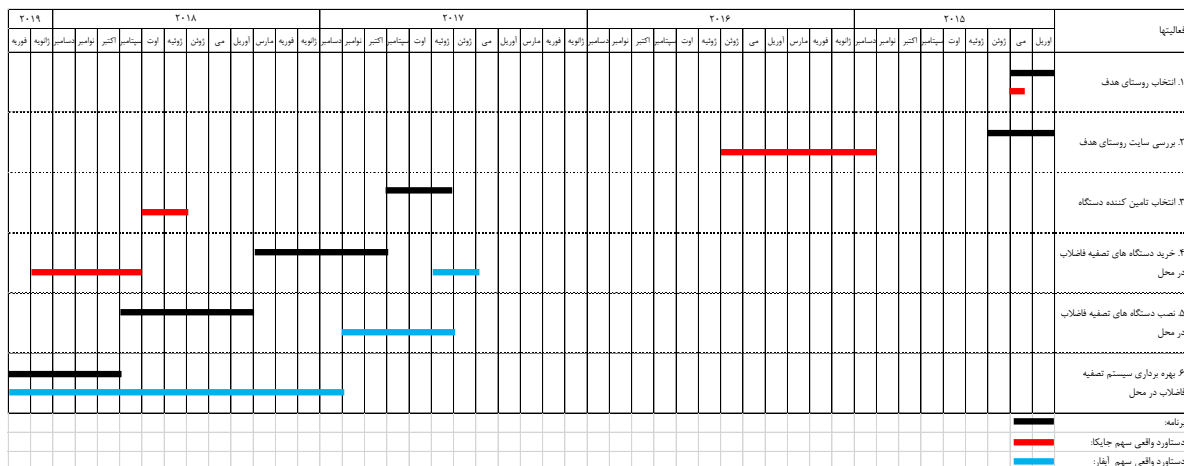 ۲۰۱۵ ۲۰۱۶ ۲۰۱۷ ۲۰۱۸ ۲۰۱۹
فعالیتها
اوریل می ژوئن ژوئیه اوت سپتامبر اکتبر نوامبر دسامبر ژانویه فوریه مارس آوریل می ژوئن ژوئیه اوت سپتامبر اکتبر نوامبر دسامبر ژانویه فوریه مارس آوریل می ژوئن ژوئیه اوت سپتامبر اکتبر نوامبر دسامبر ژانویه فوریه مارس آوریل می ژوئن ژوئیه اوت سپتامبر اکتبر نوامبر دسامبر ژانویه فوریه
۱. انتخاب روستای هدف
۲. بررسی سایت روستای هدف
۳. انتخاب تامین کننده دستگاه
۴. خرید دستگاه های تصفیه فاضلاب
در محل
۵. نصب دستگاه های تصفیه فاضلاب
در محل
۶. بهره برداری سیستم تصفیه
فاضلاب در محل
برنامه:
دستاورد واقعی سهم جایکا:
دستاورد واقعی سهم آبفار: